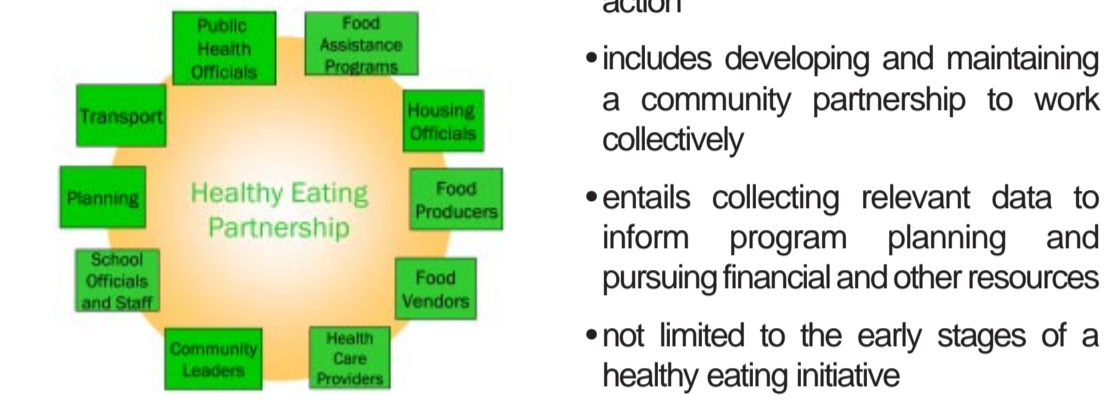 Public
Health
Officials
Food
Assistance
Programs
Transport
Housing
Officials
Planning
Healthy Eating
Partnership
Food
Producers
School
Officials
and Staff
Food
Vendors
Community
Leaders
Health
Care
Providers
action
• includes developing and maintaining
a community partnership to work
collectively
• entails collecting relevant data to
inform program planning and
pursuing financial and other resources
• not limited to the early stages of a
healthy eating initiative